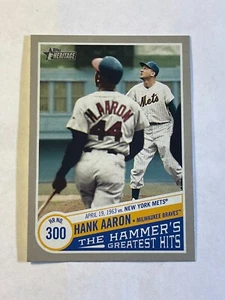 HERITAGE
Mets
H.AARON
44
HR NO.
300
APRIL 19, 1963 vs. NEW YORK METS
HANK AARON • MILWAUKEE BRAVES
THE HAMMER'S
GREATEST HITS